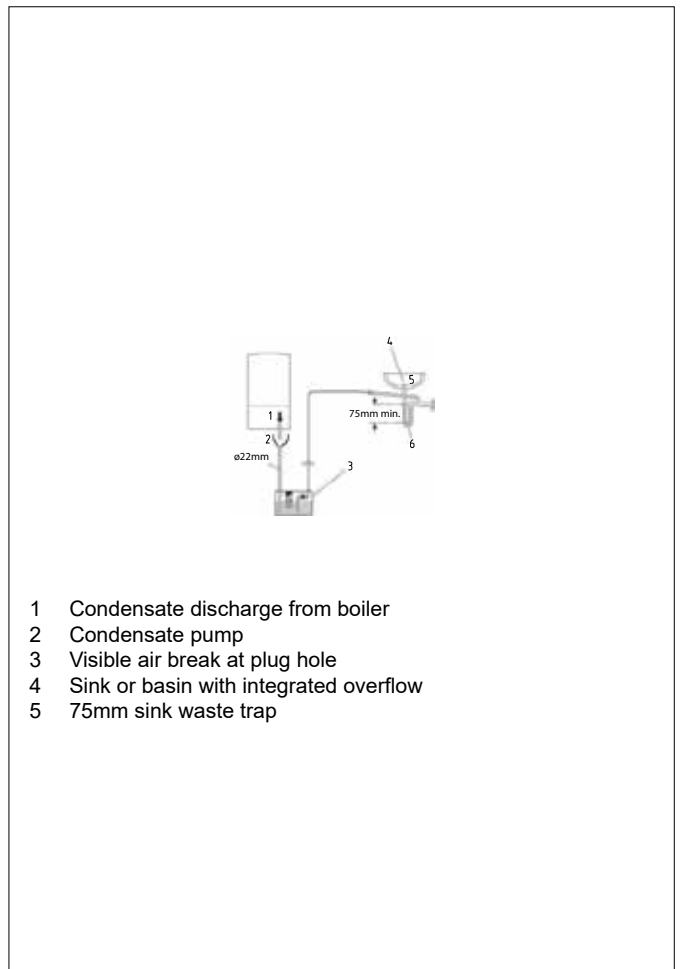 4
5
1
75mm min.
2
6
ø22mm
3
1 Condensate discharge from boiler
2 Condensate pump
3 Visible air break at plug hole
4 Sink or basin with integrated overflow
5 75mm sink waste trap